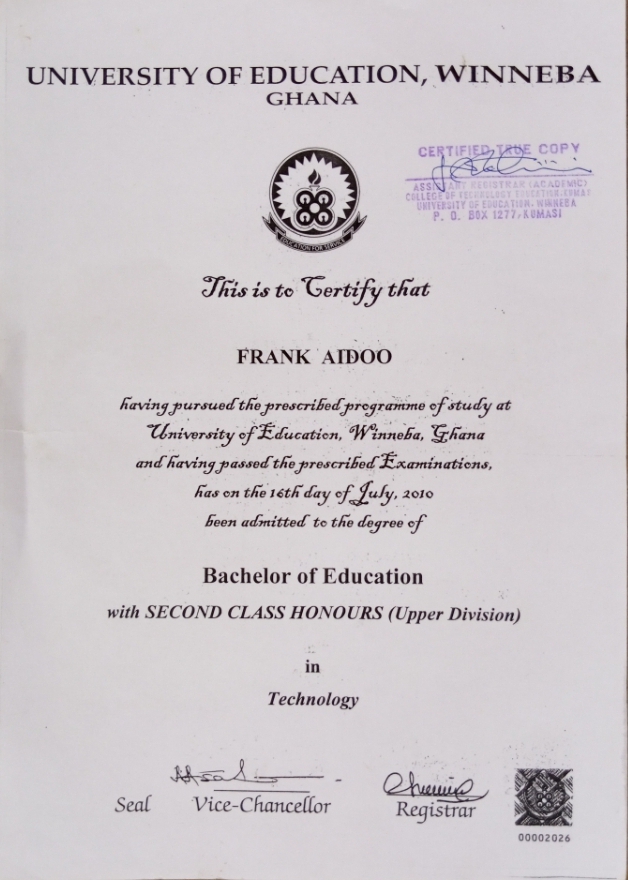 UNIVERSITY OF EDUCATION, WINNEBA
GHANA
CERTIFIED TRUE COPY
ASSISTANT REGISTRAR (ACADEMIC)
COLLEGE OF TECHNOLOGY EDUCATION, KUMASI
UNIVERSITY OF EDUCATION, WINNEBA
P. O. BOX 1277, KUMASI
EDUCATION FOR SERVICE
This is to Certify that
FRANK AIDOO
having pursued the prescribed programme of study at
University of Education, Winneba, Ghana
and having passed the prescribed Examinations,
has on the 16th day of July, 2010
been admitted to the degree of
Bachelor of Education
with SECOND CLASS HONOURS (Upper Division)
in
Technology
Seal Vice-Chancellor Registrar
00002026